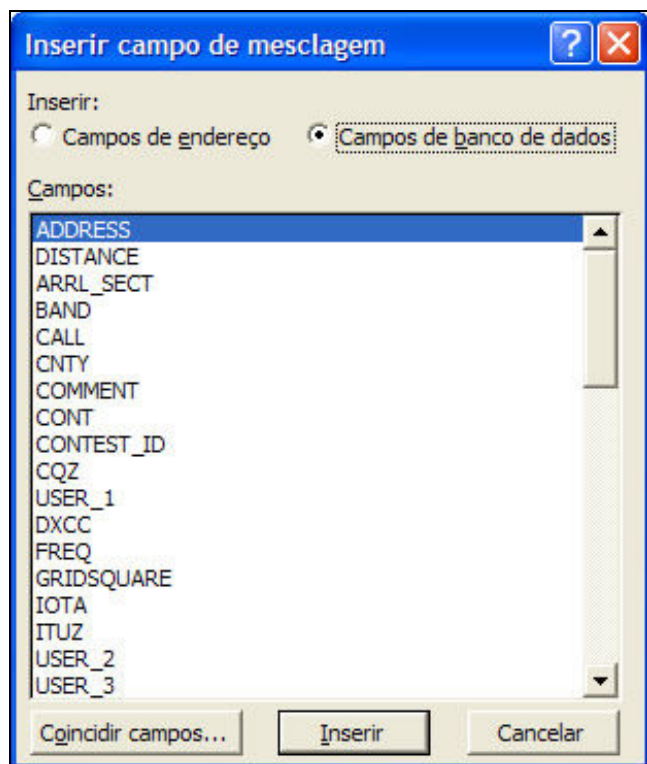 Inserir campo de mesclagem
Inserir:
Campos de endereço Campos de banco de dados
Campos:
ADDRESS
DISTANCE
ARRL_SECT
BAND
CALL
CNTY
COMMENT
CONT
CONTEST_ID
CQZ
USER_1
DXCC
FREQ
GRIDSQUARE
IOTA
ITUZ
USER_2
USER_3
Coincidir campos... Inserir Cancelar